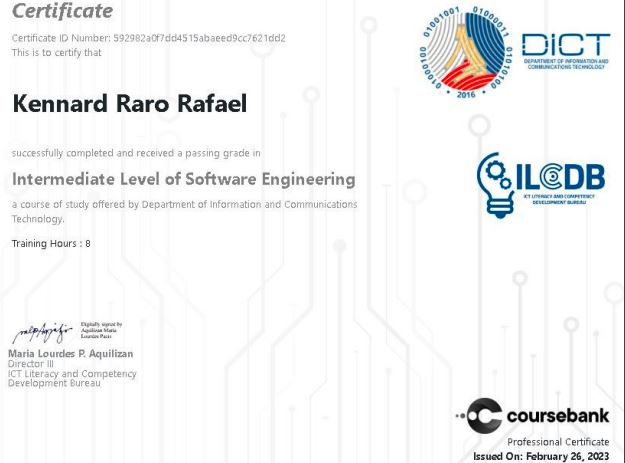 Certificate
Certificate ID Number: 592982a0f7dd4515abaeed9cc7621dd2
This is to certify that
Kennard Raro Rafael
successfully completed and received a passing grade in
Intermediate Level of Software Engineering
a course of study offered by Department of Information and Communications
Technology.
Training Hours : 8
Digitally signed by
Aquilizan Maria
Lourdes Paras
Maria Lourdes P. Aquilizan
Director III
ICT Literacy and Competency
Development Bureau
01001001 01000011
01000100 01010100
• 2016 •
DICT
DEPARTMENT OF INFORMATION AND
COMMUNICATIONS TECHNOLOGY
ILCDB
ICT LITERACY AND COMPETENCY
DEVELOPMENT BUREAU
coursebank
Professional Certificate
Issued On: February 26, 2023